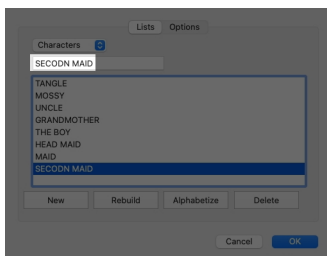 Lists Options
Characters
SECODN MAID
TANGLE
MOSSY
UNCLE
GRANDMOTHER
THE BOY
HEAD MAID
MAID
SECODN MAID
New Rebuild Alphabetize Delete
Cancel OK